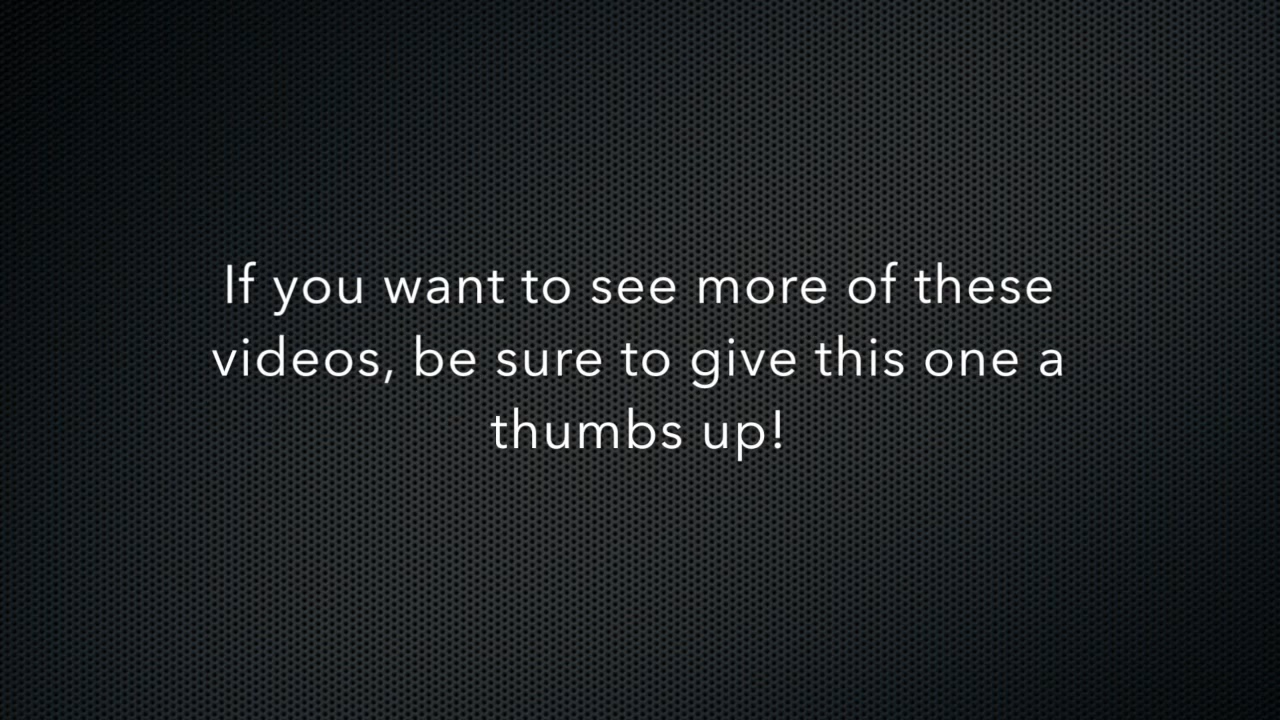 If you want to see more of these
videos, be sure to give this one a
thumbs up!